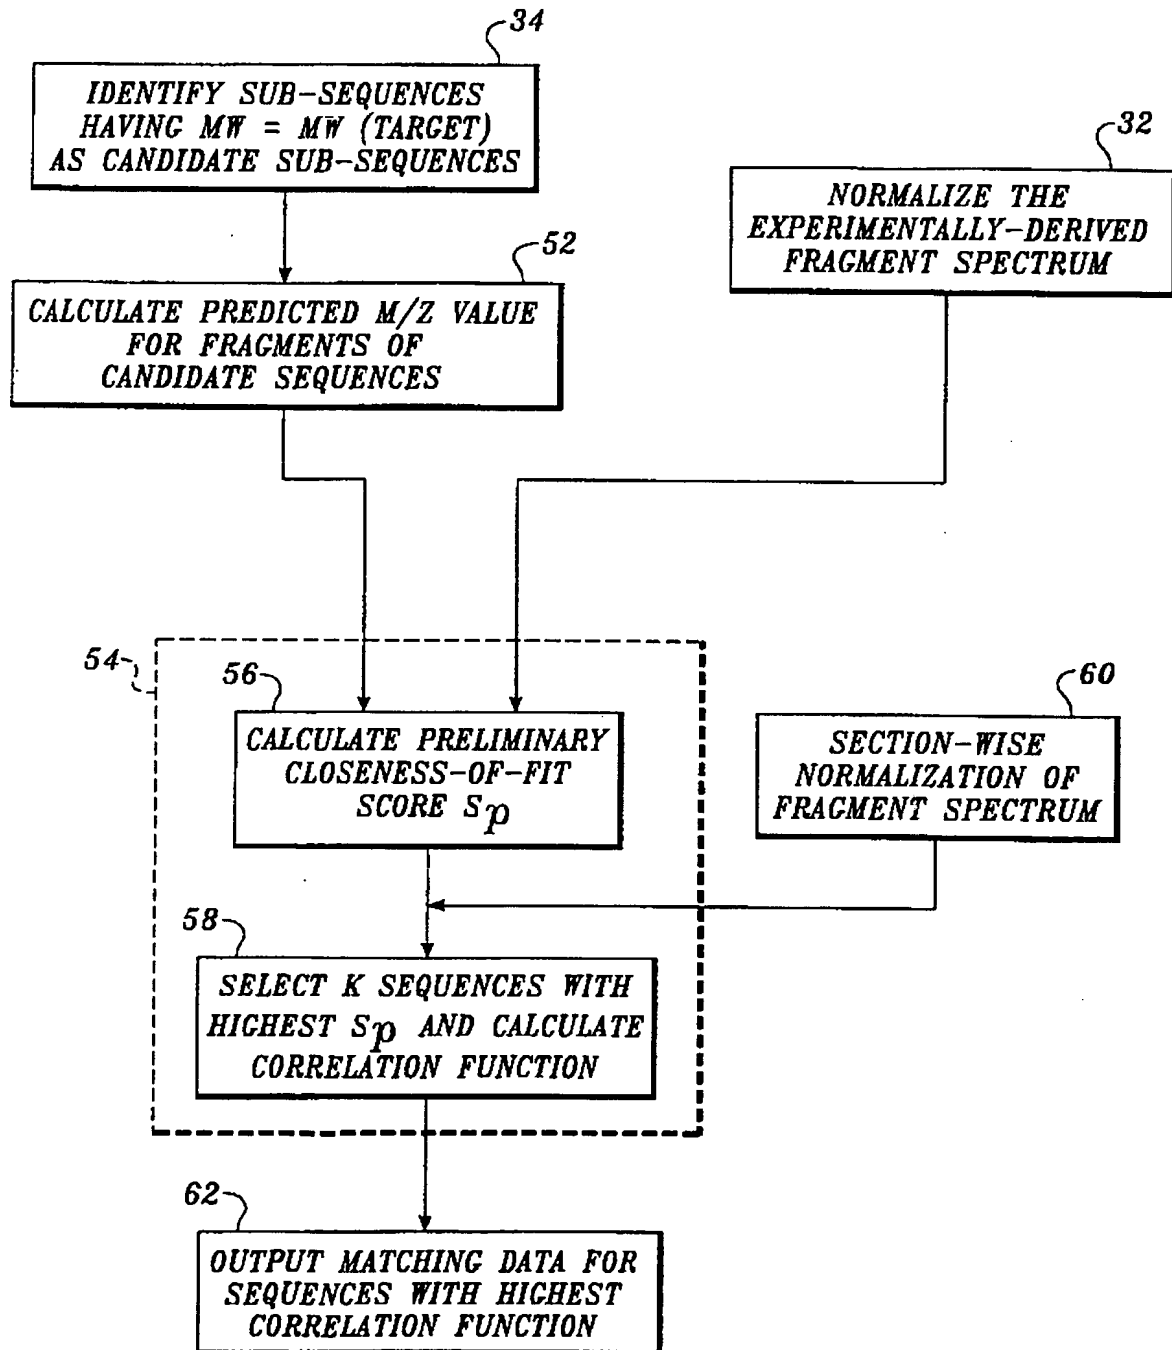 34
IDENTIFY SUB-SEQUENCES
HAVING MW = MW (TARGET)
AS CANDIDATE SUB-SEQUENCES
32
NORMALIZE THE
EXPERIMENTALLY-DERIVED
FRAGMENT SPECTRUM
52
CALCULATE PREDICTED M/Z VALUE
FOR FRAGMENTS OF
CANDIDATE SEQUENCES
54
56
CALCULATE PRELIMINARY
CLOSENESS-OF-FIT
SCORE Sp
60
SECTION-WISE
NORMALIZATION OF
FRAGMENT SPECTRUM
58
SELECT K SEQUENCES WITH
HIGHEST Sp AND CALCULATE
CORRELATION FUNCTION
62
OUTPUT MATCHING DATA FOR
SEQUENCES WITH HIGHEST
CORRELATION FUNCTION